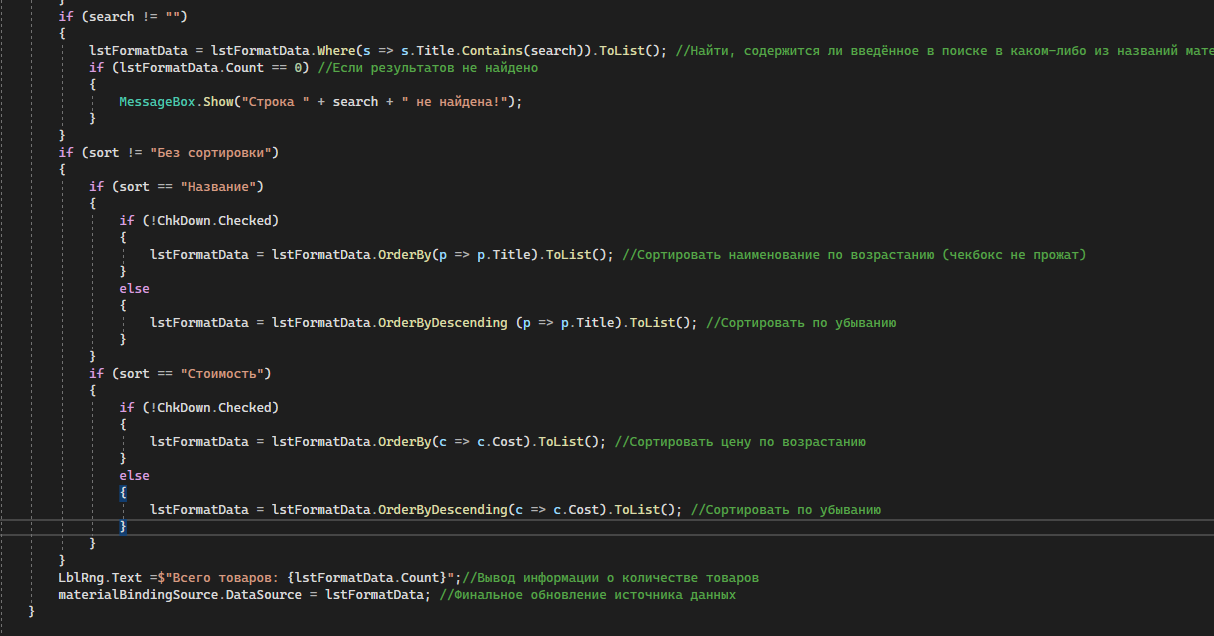 }
if (search != "")
{
lstFormatData = lstFormatData.Where(s => s.Title.Contains(search)).ToList(); //Найти, содержится ли введённое в поиске в каком-либо из названий мате
if (lstFormatData.Count == 0) //Если результатов не найдено
{
MessageBox.Show("Строка " + search + " не найдена!");
}
}
if (sort != "Без сортировки")
{
if (sort == "Название")
{
if (!ChkDown.Checked)
{
lstFormatData = lstFormatData.OrderBy(p => p.Title).ToList(); //Сортировать наименование по возрастанию (чекбокс не прожат)
}
else
{
lstFormatData = lstFormatData.OrderByDescending (p => p.Title).ToList(); //Сортировать по убыванию
}
}
if (sort == "Стоимость")
{
if (!ChkDown.Checked)
{
lstFormatData = lstFormatData.OrderBy(c => c.Cost).ToList(); //Сортировать цену по возрастанию
}
else
{
lstFormatData = lstFormatData.OrderByDescending(c => c.Cost).ToList(); //Сортировать по убыванию
}
}
}
LblRng.Text =$"Всего товаров: {lstFormatData.Count}";//Вывод информации о количестве товаров
materialBindingSource.DataSource = lstFormatData; //Финальное обновление источника данных
}